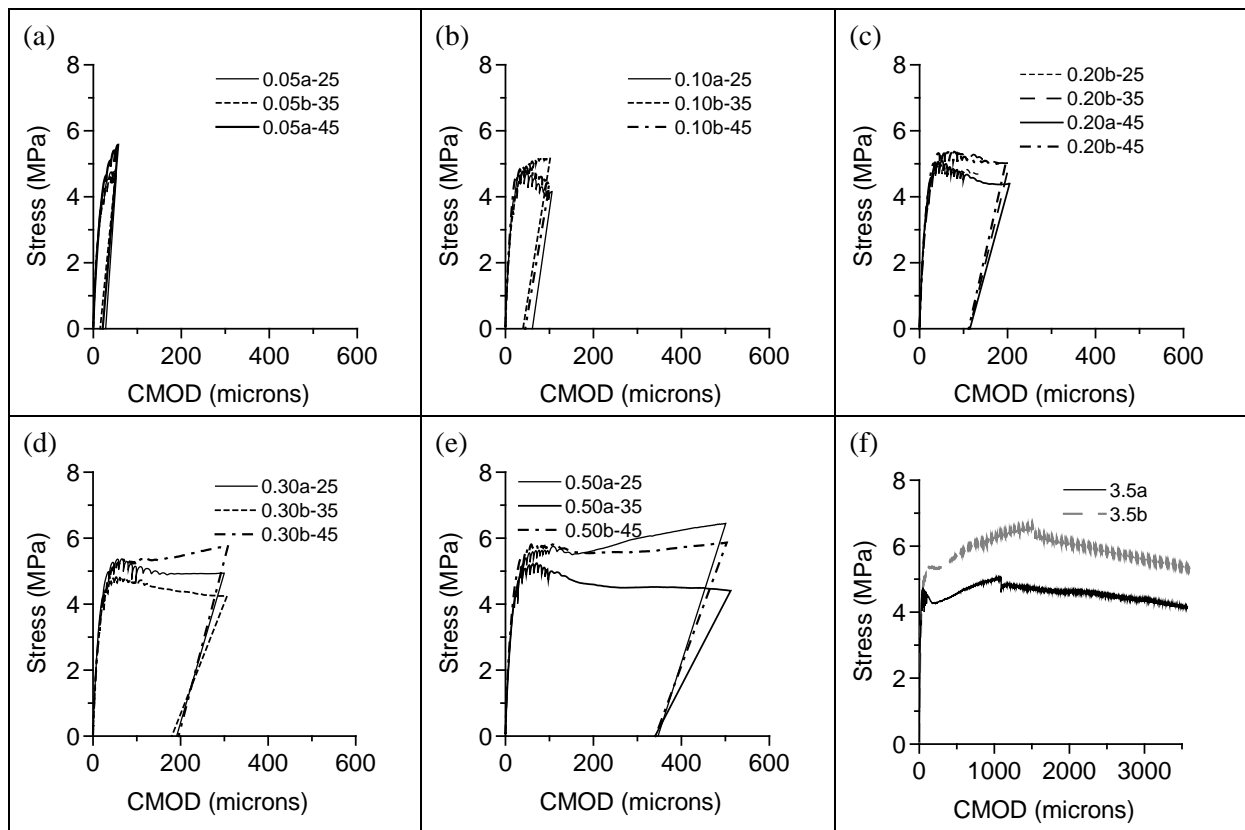 (a)
8
6
4
2
0
Stress (MPa)
0.05a-25
0.05b-35
0.05a-45
0 200 400 600
CMOD (microns)
(b)
8
6
4
2
0
Stress (MPa)
0.10a-25
0.10b-35
0.10b-45
0 200 400 600
CMOD (microns)
(c)
8
6
4
2
0
Stress (MPa)
0.20b-25
0.20b-35
0.20a-45
0.20b-45
0 200 400 600
CMOD (microns)
(d)
8
6
4
2
0
Stress (MPa)
0.30a-25
0.30b-35
0.30b-45
0 200 400 600
CMOD (microns)
(e)
8
6
4
2
0
Stress (MPa)
0.50a-25
0.50a-35
0.50b-45
0 200 400 600
CMOD (microns)
(f)
8
6
4
2
0
Stress (MPa)
3.5a
3.5b
0 1000 2000 3000
CMOD (microns)